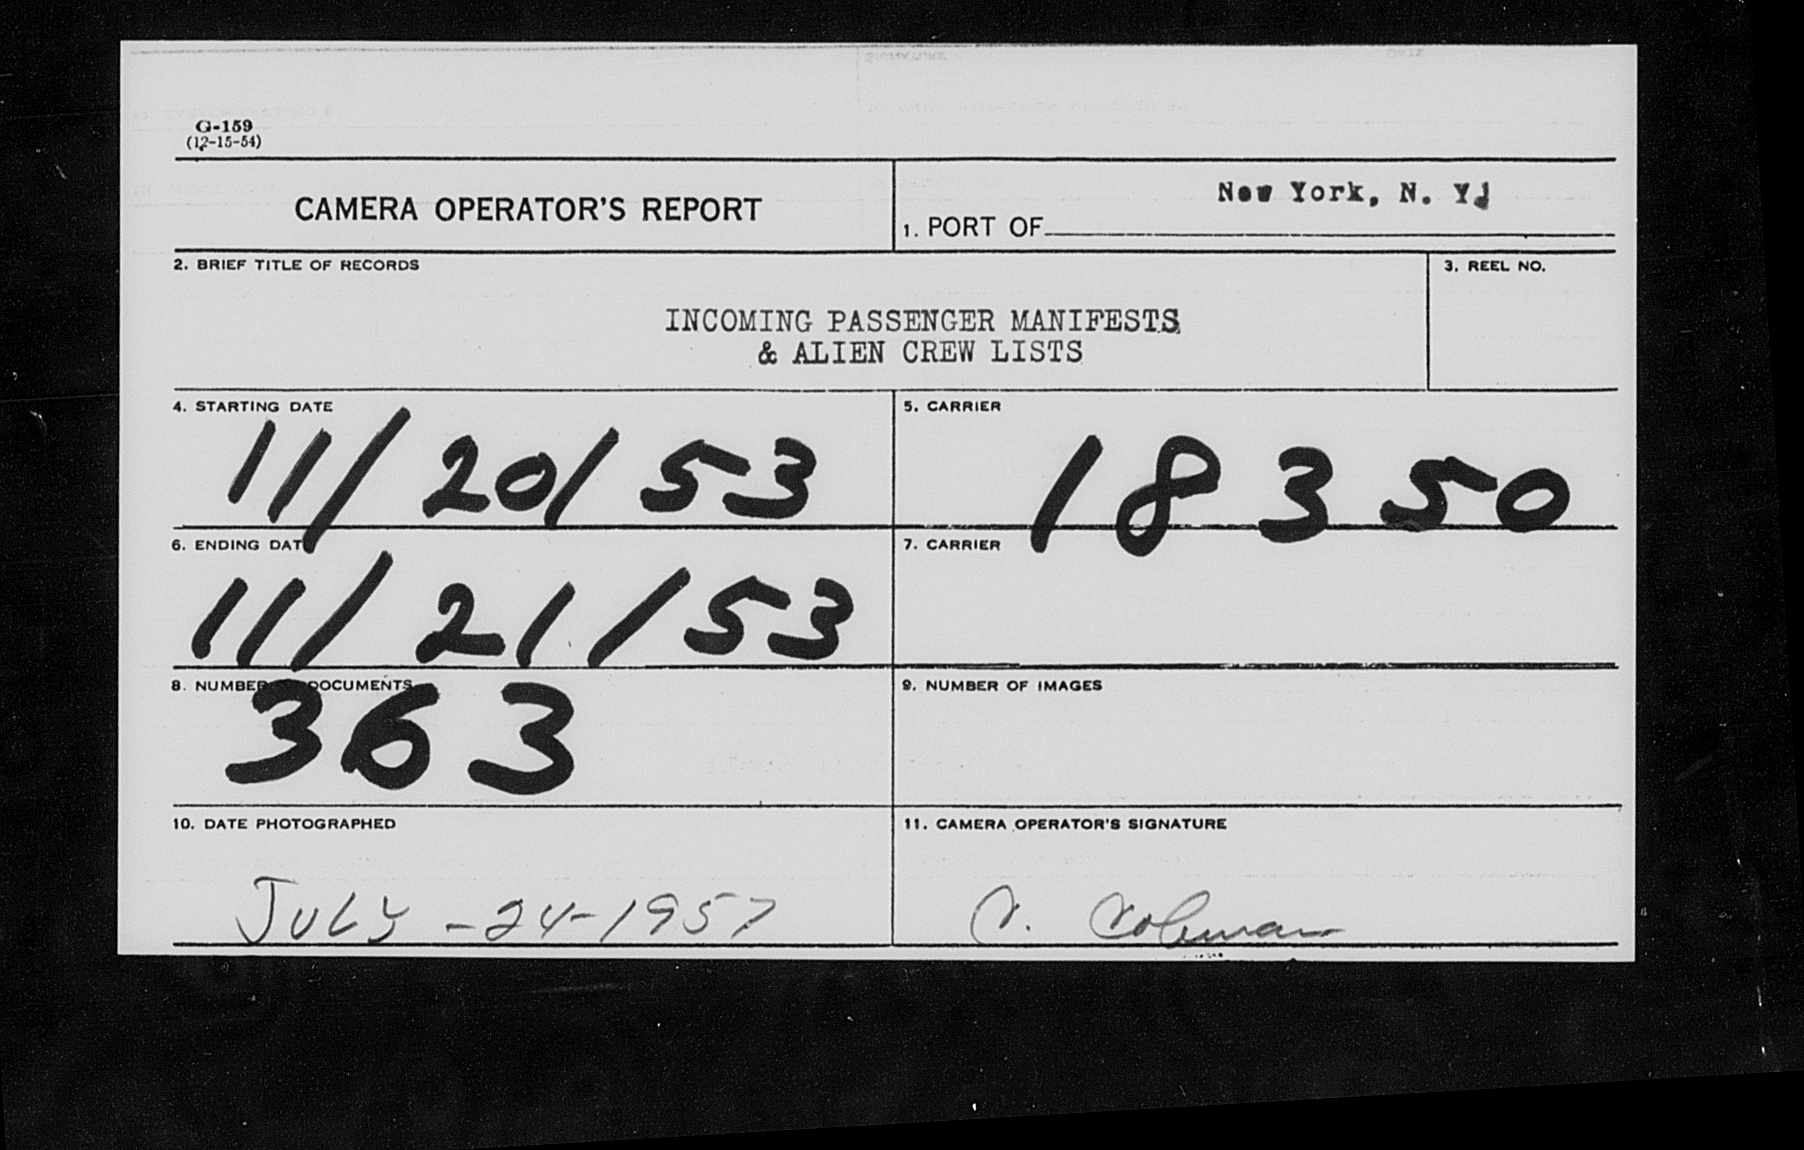 G-159
(12-15-54)
CAMERA OPERATOR'S REPORT
1. PORT OF New York, N. Y.
2. BRIEF TITLE OF RECORDS
3. REEL NO.
INCOMING PASSENGER MANIFESTS
& ALIEN CREW LISTS
4. STARTING DATE
11/20/53
5. CARRIER
18350
6. ENDING DATE
11/21/53
7. CARRIER
8. NUMBER DOCUMENTS
363
9. NUMBER OF IMAGES
10. DATE PHOTOGRAPHED
JULY -24-1957
11. CAMERA OPERATOR'S SIGNATURE
Coleman